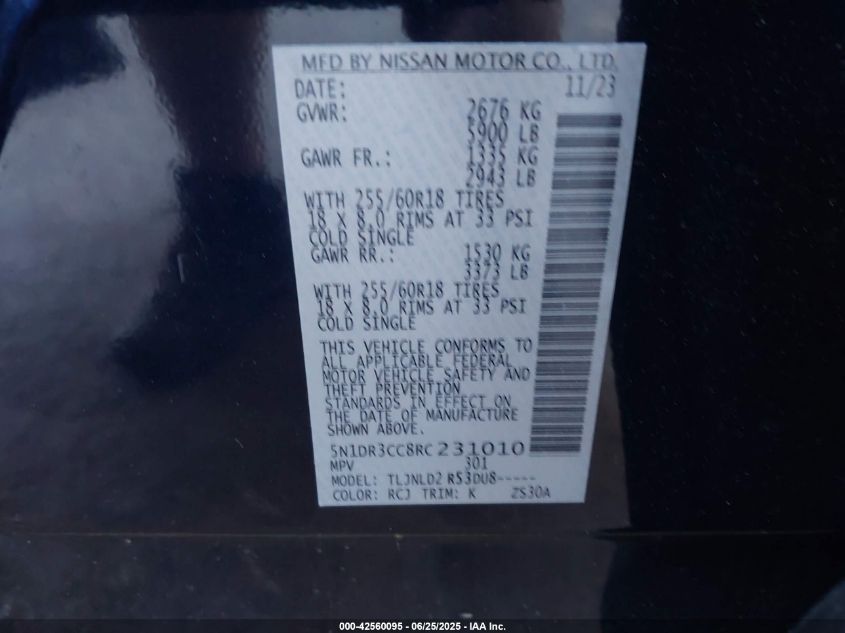 MFD BY NISSAN MOTOR CO., LTD.
DATE: 11/23
GVWR: 2676 KG
5900 LB
GAWR FR.: 1335 KG
2943 LB
WITH 255/60R18 TIRES
18 X 8.0 RIMS AT 33 PSI
COLD SINGLE
GAWR RR.: 1530 KG
3373 LB
WITH 255/60R18 TIRES
18 X 8.0 RIMS AT 33 PSI
COLD SINGLE
THIS VEHICLE CONFORMS TO
ALL APPLICABLE FEDERAL
MOTOR VEHICLE SAFETY AND
THEFT PREVENTION
STANDARDS IN EFFECT ON
THE DATE OF MANUFACTURE
SHOWN ABOVE.
5N1DR3CC8RC231010
MPV 301
MODEL: TLJNLD2 R53DU8-----
COLOR: RCJ TRIM: K ZS30A
000-42560095 - 06/25/2025 - IAA Inc.